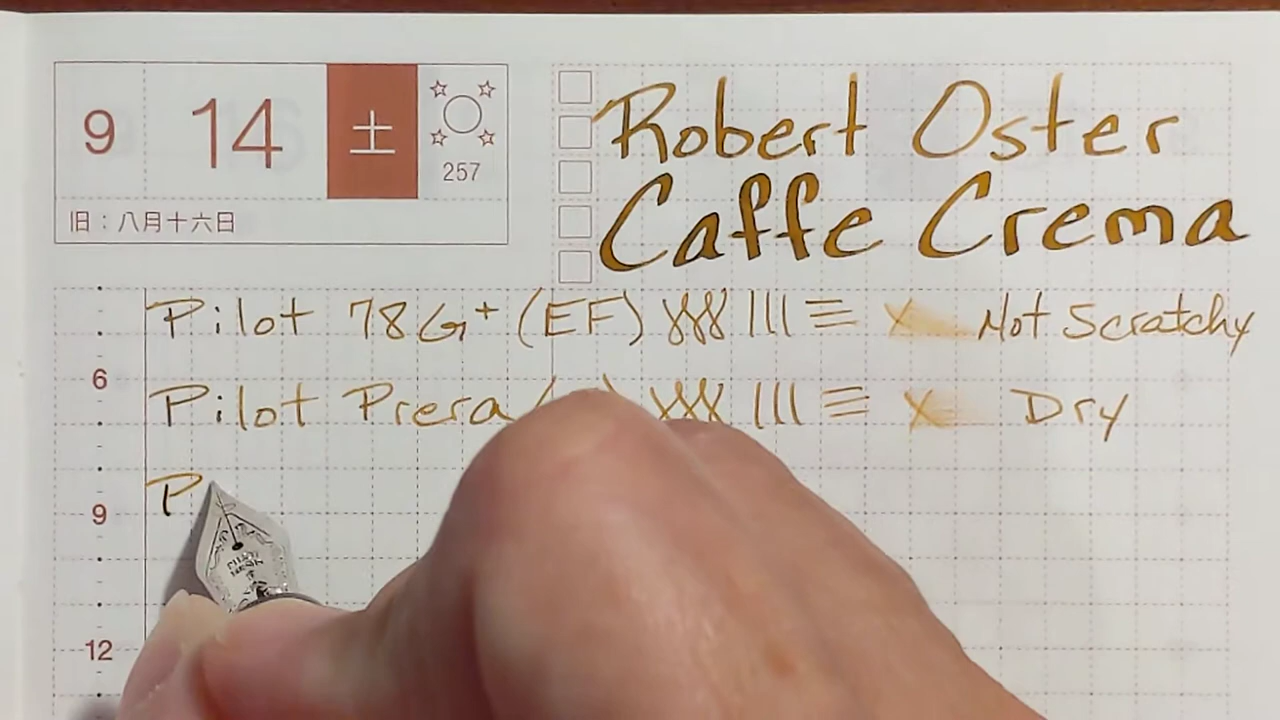 9 14 土
257
旧：八月十六日
Robert Oster
Caffe Crema
Pilot 78G+ (EF) Not Scratchy
6
Pilot Prera Dry
P
9
12